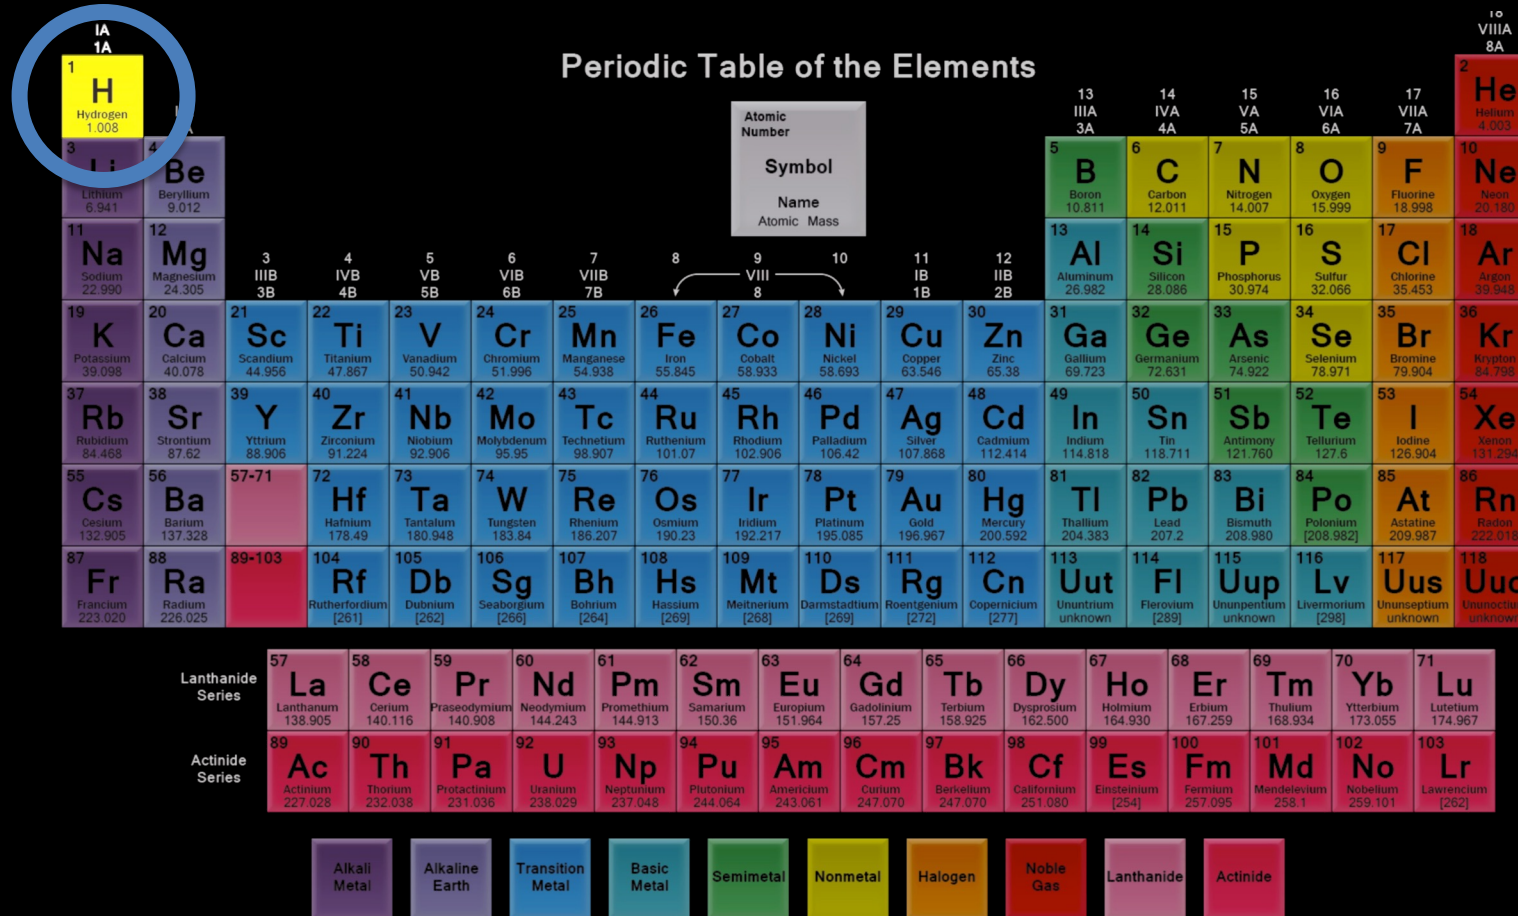 IA
1A
1
H
Hydrogen
1.008
Periodic Table of the Elements
Atomic
Number
Symbol
Name
Atomic Mass
18
VIIIA
8A
2
He
Helium
4.003
13 14 15 16 17
IIIA IVA VA VIA VIIA
3A 4A 5A 6A 7A
3 4 5 6 7 8 9 10
Li Be B C N O F Ne
Lithium Beryllium Boron Carbon Nitrogen Oxygen Fluorine Neon
6.941 9.012 10.811 12.011 14.007 15.999 18.998 20.180
11 12 13 14 15 16 17 18
Na Mg Al Si P S Cl Ar
Sodium Magnesium Aluminum Silicon Phosphorus Sulfur Chlorine Argon
22.990 24.305 26.982 28.086 30.974 32.066 35.453 39.948
3 4 5 6 7 8 9 10 11 12
IIIB IVB VB VIB VIIB VIII IB IIB
3B 4B 5B 6B 7B 8 1B 2B
19 20 21 22 23 24 25 26 27 28 29 30 31 32 33 34 35 36
K Ca Sc Ti V Cr Mn Fe Co Ni Cu Zn Ga Ge As Se Br Kr
Potassium Calcium Scandium Titanium Vanadium Chromium Manganese Iron Cobalt Nickel Copper Zinc Gallium Germanium Arsenic Selenium Bromine Krypton
39.098 40.078 44.956 47.867 50.942 51.996 54.938 55.845 58.933 58.693 63.546 65.38 69.723 72.631 74.922 78.971 79.904 84.798
37 38 39 40 41 42 43 44 45 46 47 48 49 50 51 52 53 54
Rb Sr Y Zr Nb Mo Tc Ru Rh Pd Ag Cd In Sn Sb Te I Xe
Rubidium Strontium Yttrium Zirconium Niobium Molybdenum Technetium Ruthenium Rhodium Palladium Silver Cadmium Indium Tin Antimony Tellurium Iodine Xenon
84.468 87.62 88.906 91.224 92.906 95.95 98.907 101.07 102.906 106.42 107.868 112.414 114.818 118.711 121.760 127.6 126.904 131.294
55 56 57-71 72 73 74 75 76 77 78 79 80 81 82 83 84 85 86
Cs Ba Hf Ta W Re Os Ir Pt Au Hg Tl Pb Bi Po At Rn
Cesium Barium Hafnium Tantalum Tungsten Rhenium Osmium Iridium Platinum Gold Mercury Thallium Lead Bismuth Polonium Astatine Radon
132.905 137.328 178.49 180.948 183.84 186.207 190.23 192.217 195.085 196.967 200.592 204.383 207.2 208.980 [208.982] 209.987 222.018
87 88 89-103 104 105 106 107 108 109 110 111 112 113 114 115 116 117 118
Fr Ra Rf Db Sg Bh Hs Mt Ds Rg Cn Uut Fl Uup Lv Uus Uuo
Francium Radium Rutherfordium Dubnium Seaborgium Bohrium Hassium Meitnerium Darmstadtium Roentgenium Copernicium Ununtrium Flerovium Ununpentium Livermorium Ununseptium
223.020 226.025 [261] [262] [266] [264] [269] [268] [269] [272] [277] unknown [289] unknown [298] unknown unknown
57 58 59 60 61 62 63 64 65 66 67 68 69 70 71
Lanthanide
Series
La Ce Pr Nd Pm Sm Eu Gd Tb Dy Ho Er Tm Yb Lu
Lanthanum Cerium Praseodymium Neodymium Promethium Samarium Europium Gadolinium Terbium Dysprosium Holmium Erbium Thulium Ytterbium Lutetium
138.905 140.116 140.908 144.243 144.913 150.36 151.964 157.25 158.925 162.500 164.930 167.259 168.934 173.055 174.967
89 90 91 92 93 94 95 96 97 98 99 100 101 102 103
Actinide
Series
Ac Th Pa U Np Pu Am Cm Bk Cf Es Fm Md No Lr
Actinium Thorium Protactinium Uranium Neptunium Plutonium Americium Curium Berkelium Californium Einsteinium Fermium Mendelevium Nobelium Lawrencium
227.028 232.038 231.036 238.029 237.048 244.064 243.061 247.070 247.070 251.080 [254] 257.095 258.1 259.101 [262]
Alkali
Metal
Alkaline
Earth
Transition
Metal
Basic
Metal
Semimetal
Nonmetal
Halogen
Noble
Gas
Lanthanide
Actinide